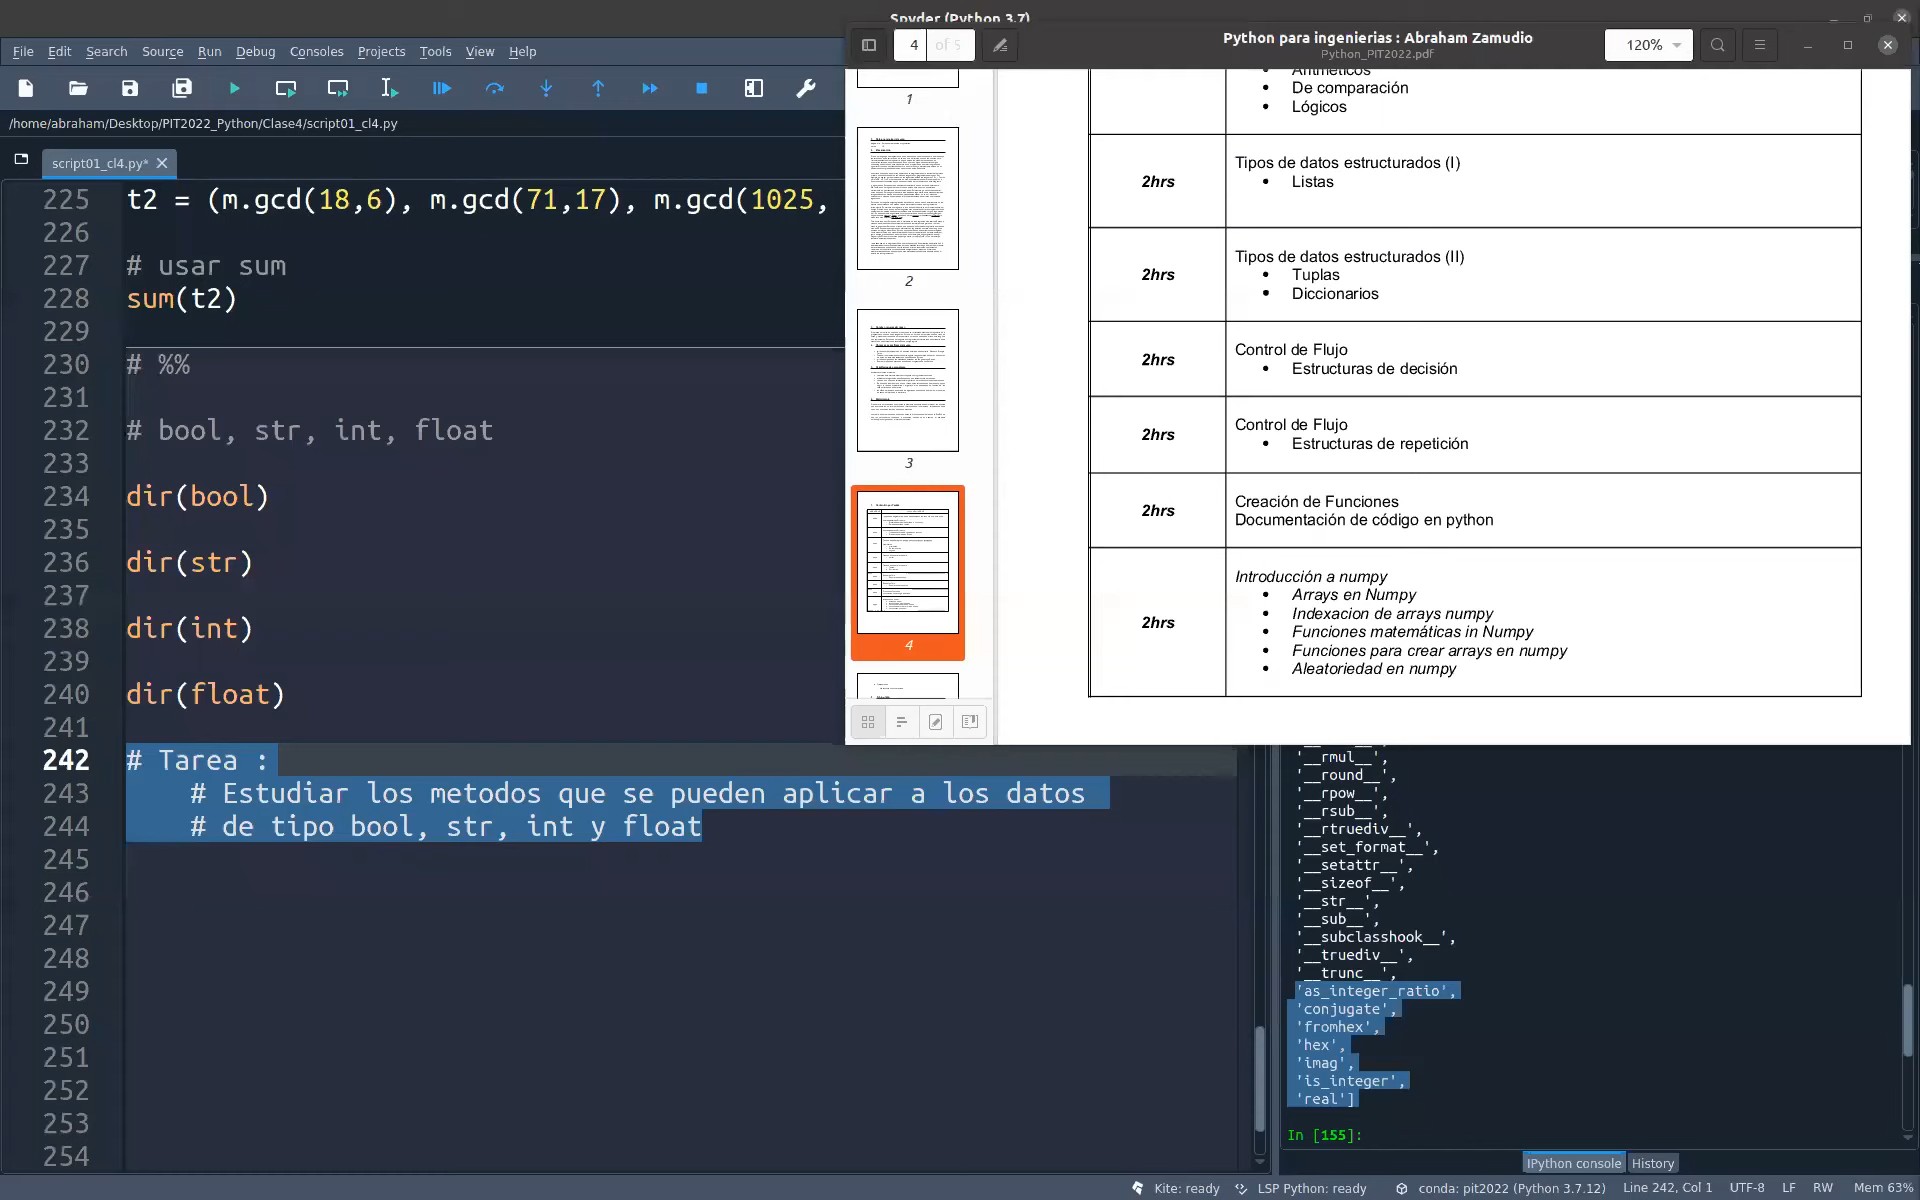 Spyder (Python 3.7)
File Edit Search Source Run Debug Consoles Projects Tools View Help
/home/abraham/Desktop/PIT2022_Python/Clase4/script01_cl4.py
script01_cl4.py*
225 t2 = (m.gcd(18,6), m.gcd(71,17), m.gcd(1025,
226
227 # usar sum
228 sum(t2)
229
230 # %%
231
232 # bool, str, int, float
233
234 dir(bool)
235
236 dir(str)
237
238 dir(int)
239
240 dir(float)
241
242 # Tarea :
243 # Estudiar los metodos que se pueden aplicar a los datos
244 # de tipo bool, str, int y float
245
246
247
248
249
250
251
252
253
254
4 of 5
Python para ingenierias : Abraham Zamudio
Python_PIT2022.pdf
120%
1
2
3
4
Aritméticos
• De comparación
• Lógicos
2hrs
Tipos de datos estructurados (I)
• Listas
2hrs
Tipos de datos estructurados (II)
• Tuplas
• Diccionarios
2hrs
Control de Flujo
• Estructuras de decisión
2hrs
Control de Flujo
• Estructuras de repetición
2hrs
Creación de Funciones
Documentación de código en python
2hrs
Introducción a numpy
• Arrays en Numpy
• Indexacion de arrays numpy
• Funciones matemáticas in Numpy
• Funciones para crear arrays en numpy
• Aleatoriedad en numpy
'__rmul__',
'__round__',
'__rpow__',
'__rsub__',
'__rtruediv__',
'__set_format__',
'__setattr__',
'__sizeof__',
'__str__',
'__sub__',
'__subclasshook__',
'__truediv__',
'__trunc__',
'as_integer_ratio',
'conjugate',
'fromhex',
'hex',
'imag',
'is_integer',
'real']
In [155]:
IPython console History
Kite: ready LSP Python: ready conda: pit2022 (Python 3.7.12) Line 242, Col 1 UTF-8 LF RW Mem 63%